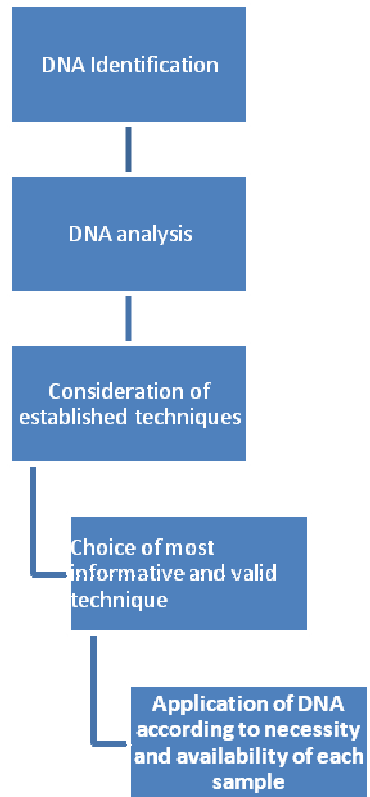 DNA Identification
DNA analysis
Consideration of
established techniques
Choice of most
informative and valid
technique
Application of DNA
according to necessity
and availability of each
sample